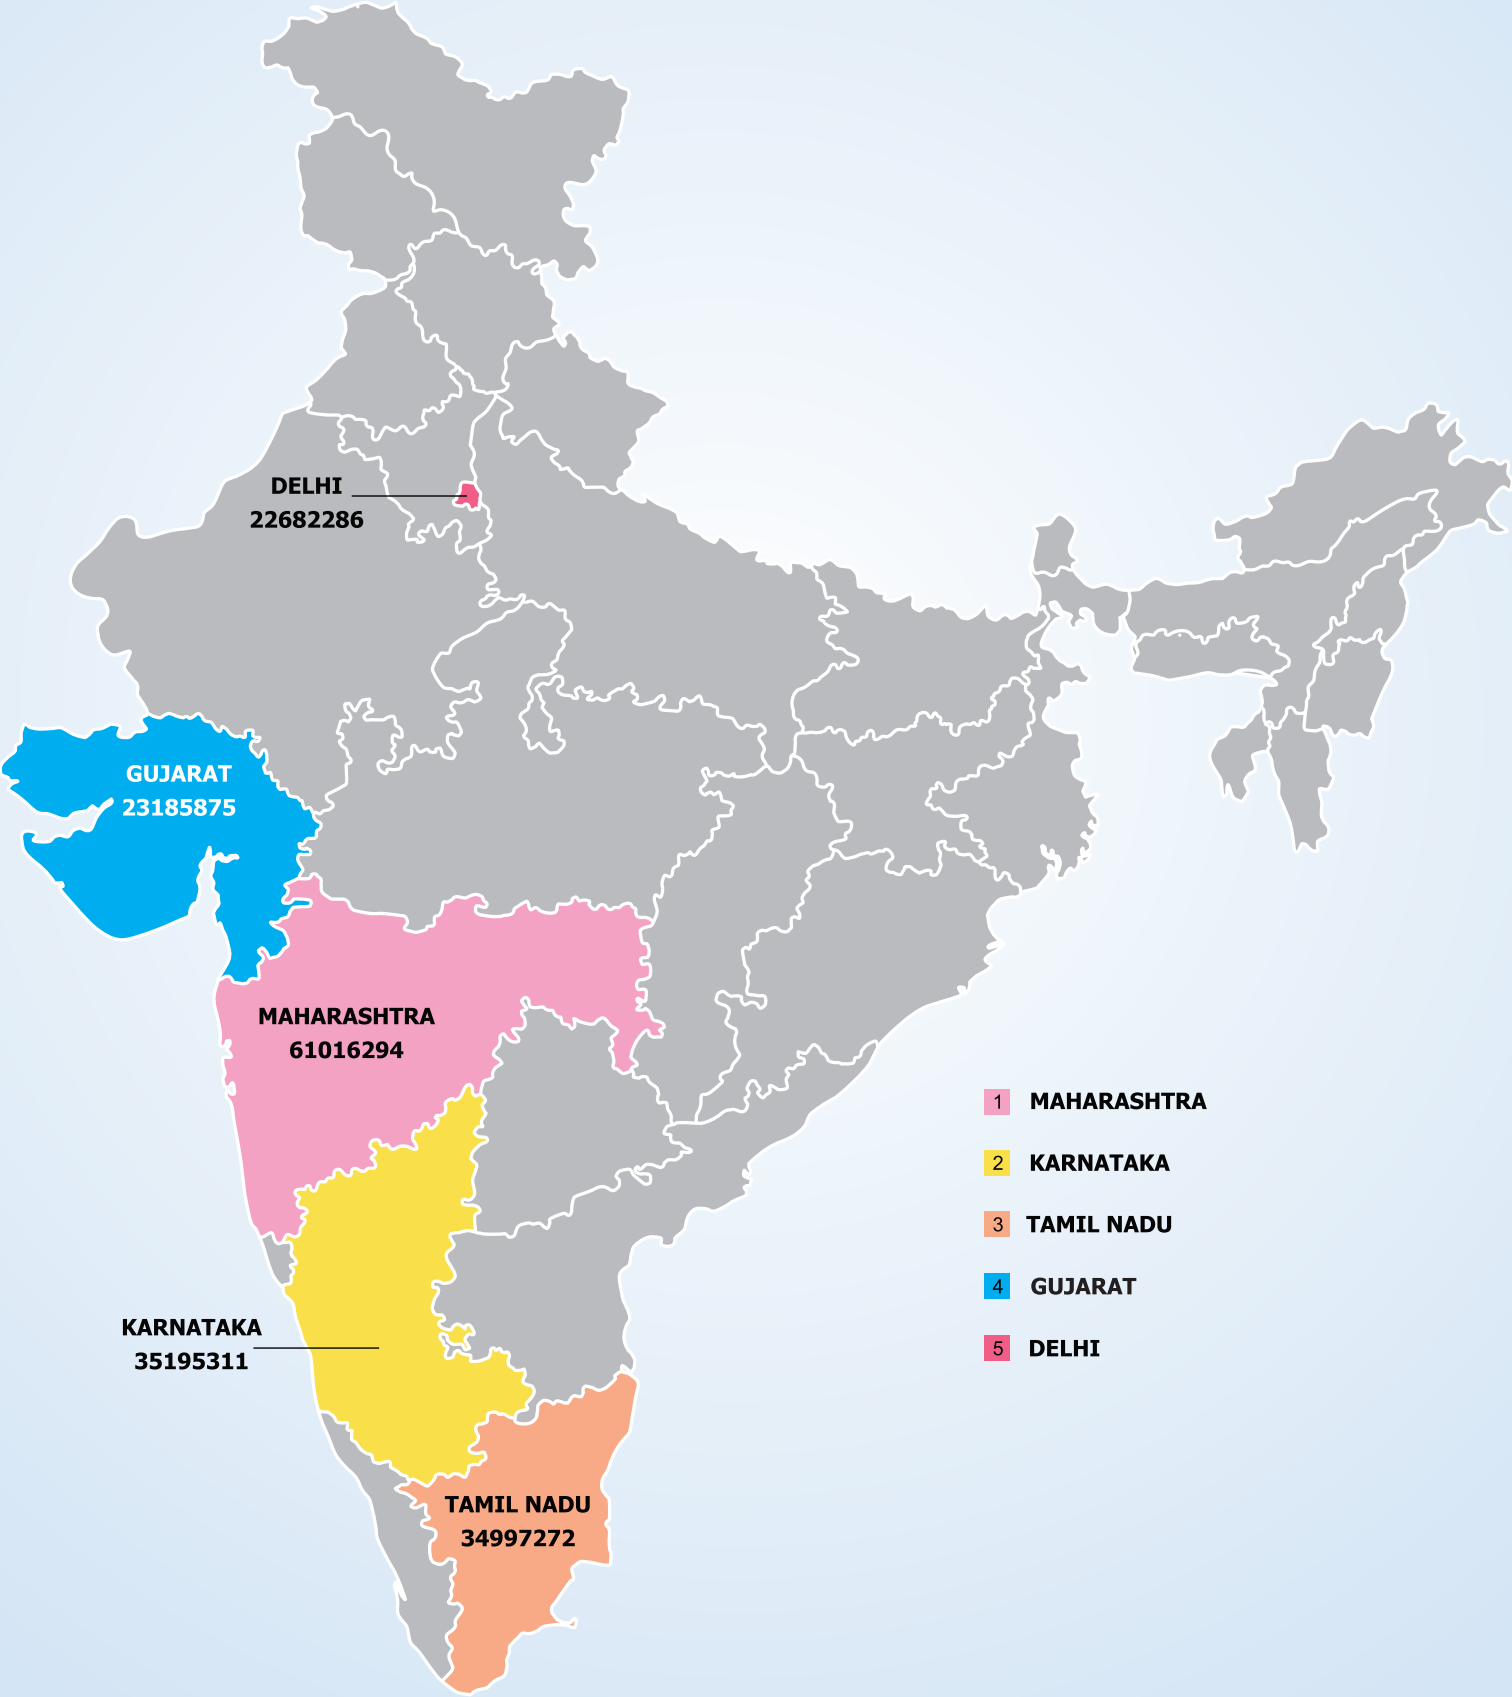 DELHI
22682286
GUJARAT
23185875
MAHARASHTRA
61016294
1 MAHARASHTRA
2 KARNATAKA
3 TAMIL NADU
4 GUJARAT
5 DELHI
KARNATAKA
35195311
TAMIL NADU
34997272